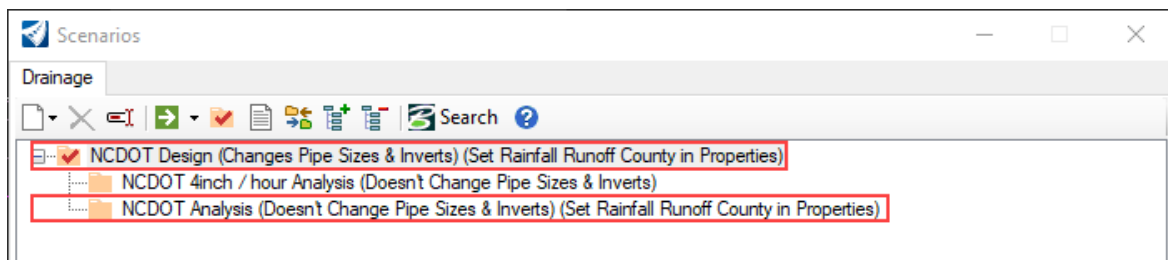 Scenarios
Drainage
Search
NCDOT Design (Changes Pipe Sizes & Inverts) (Set Rainfall Runoff County in Properties)
NCDOT 4inch / hour Analysis (Doesn't Change Pipe Sizes & Inverts)
NCDOT Analysis (Doesn't Change Pipe Sizes & Inverts) (Set Rainfall Runoff County in Properties)